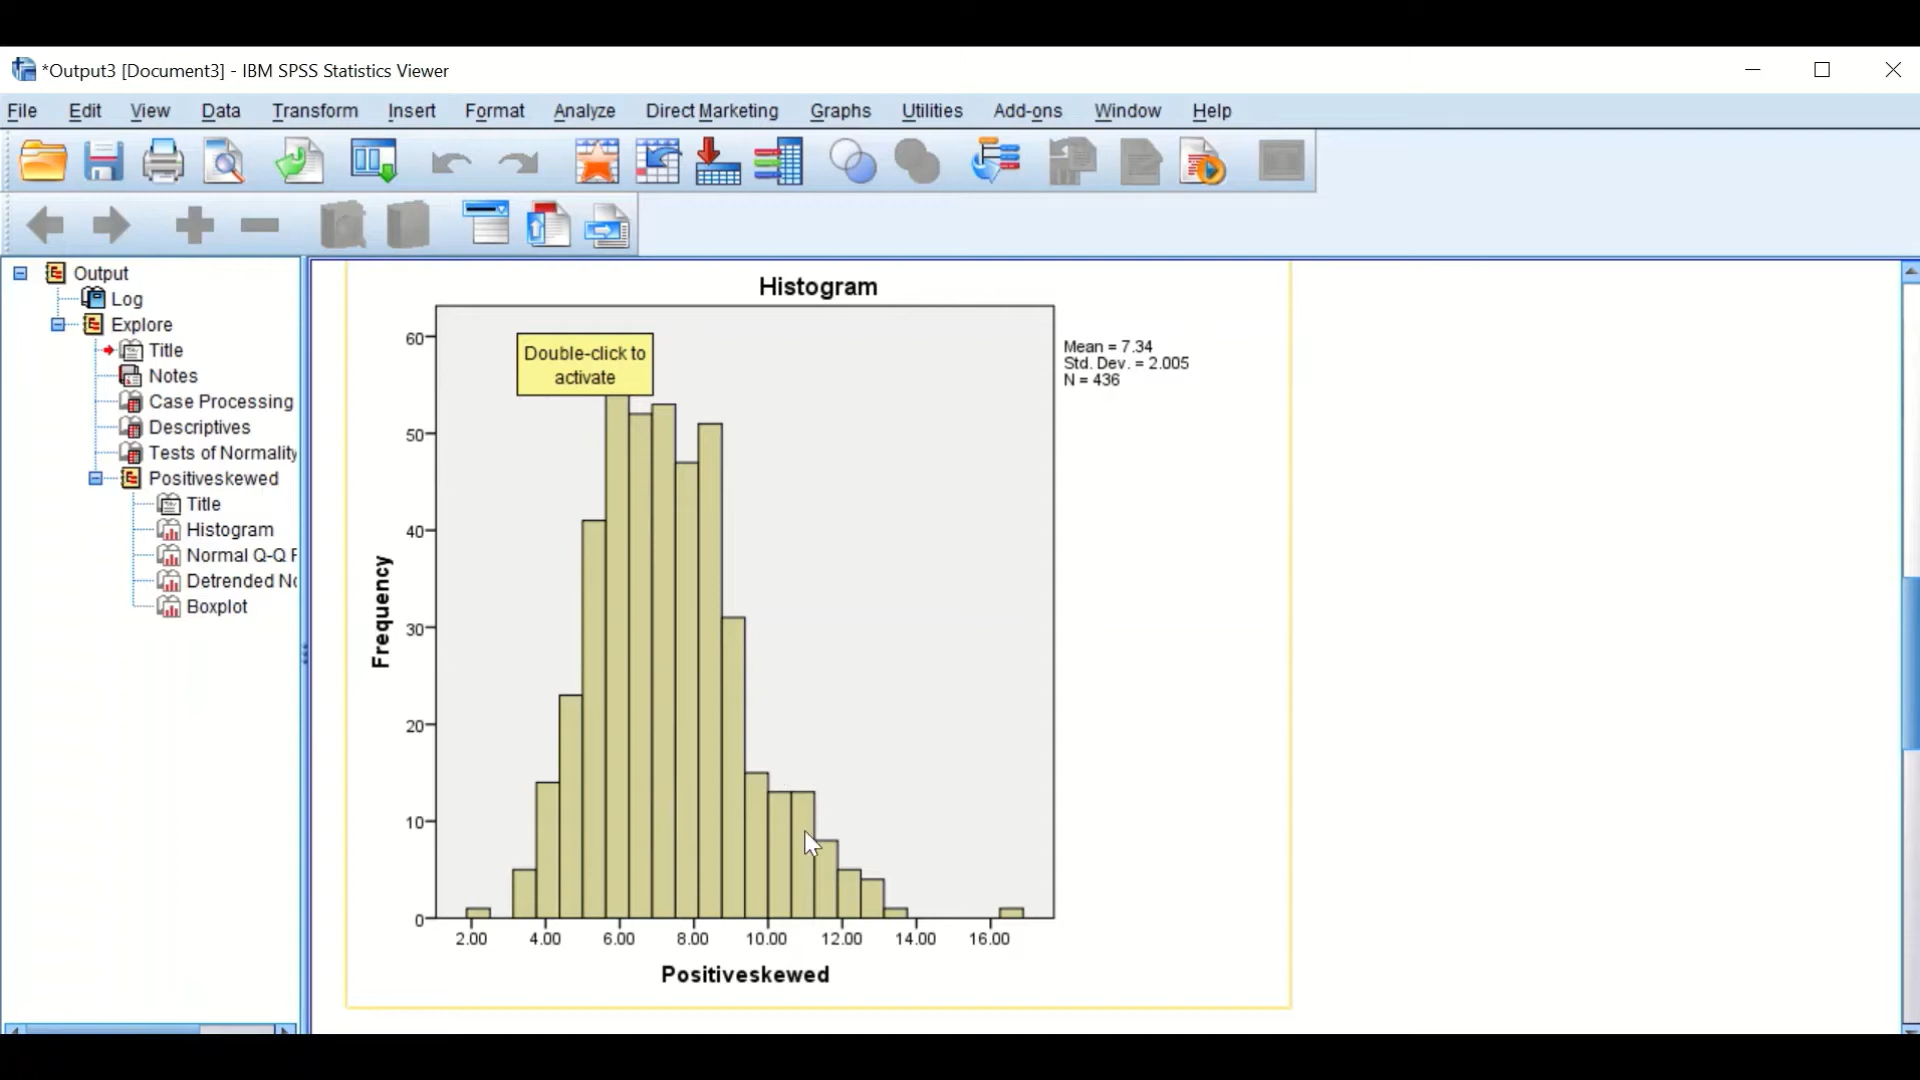 *Output3 [Document3] - IBM SPSS Statistics Viewer
File Edit View Data Transform Insert Format Analyze Direct Marketing Graphs Utilities Add-ons Window Help
Output
Log
Explore
Title
Notes
Case Processing
Descriptives
Tests of Normality
Positiveskewed
Title
Histogram
Normal Q-Q
Detrended
Boxplot
Histogram
Double-click to
activate
Mean = 7.34
Std. Dev. = 2.005
N = 436
Frequency
60
50
40
30
20
10
0
2.00 4.00 6.00 8.00 10.00 12.00 14.00 16.00
Positiveskewed